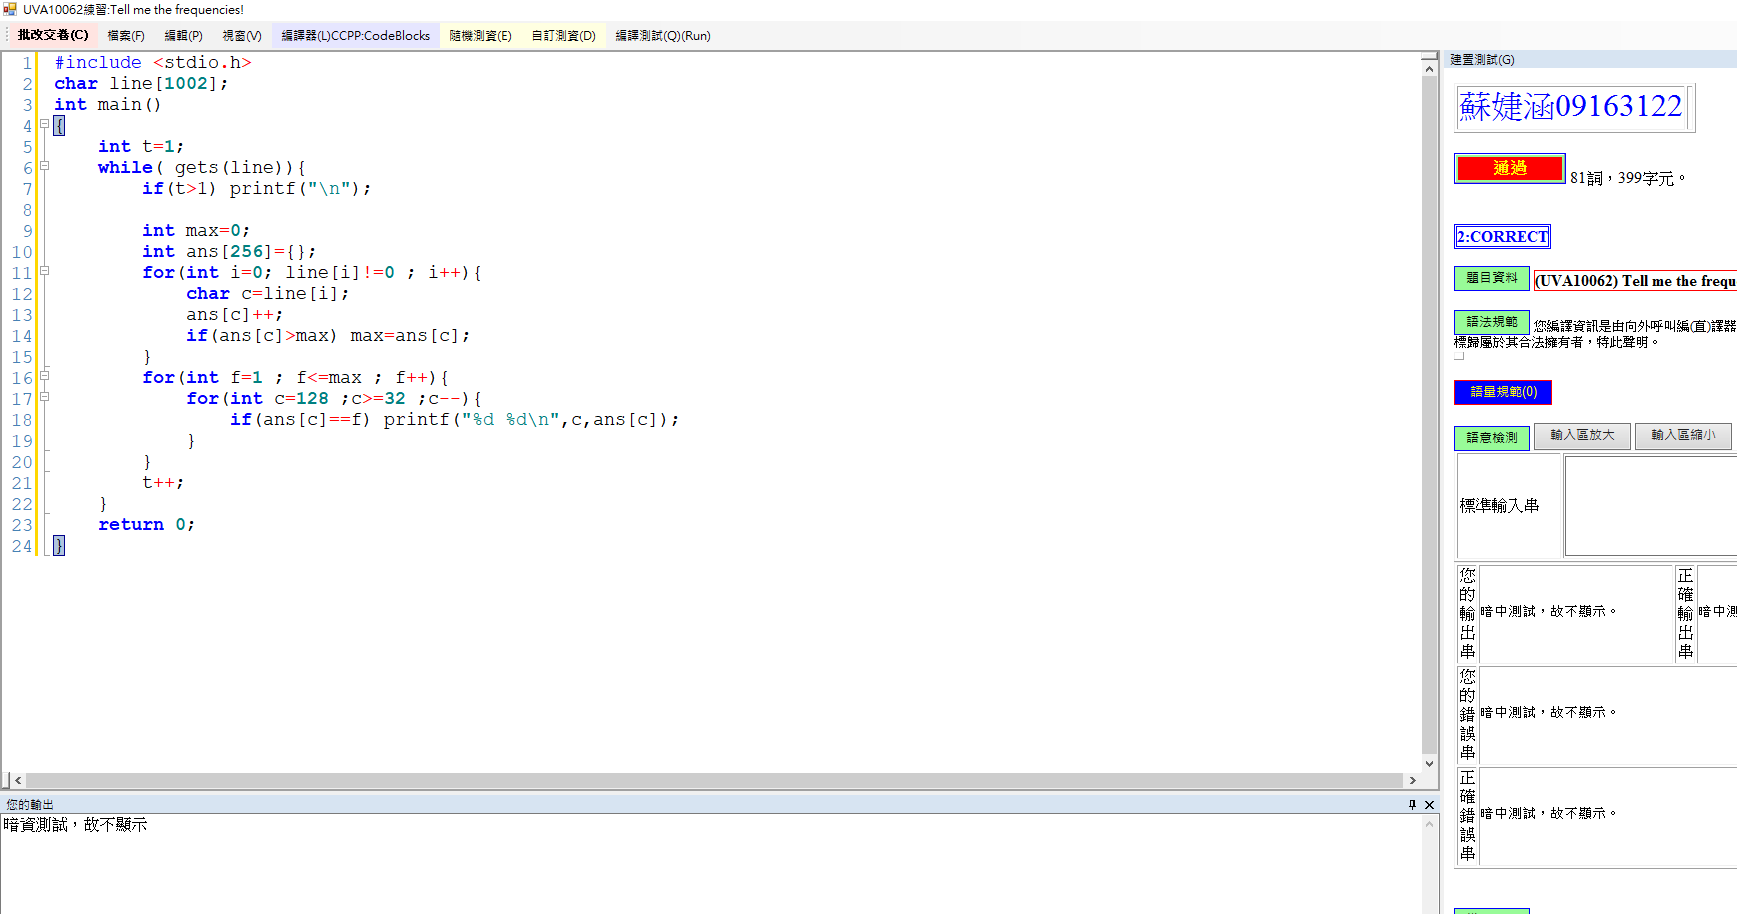 UVA10062練習:Tell me the frequencies!
批改交卷(C) 檔案(F) 編輯(P) 視窗(V) 編譯器(L)CCPP:CodeBlocks 隨機測資(E) 自訂測資(D) 編譯測試(Q)(Run)
1 #include <stdio.h>
2 char line[1002];
3 int main()
4 {
5 int t=1;
6 while( gets(line)){
7 if(t>1) printf("\n");
8
9 int max=0;
10 int ans[256]={};
11 for(int i=0; line[i]!=0 ; i++){
12 char c=line[i];
13 ans[c]++;
14 if(ans[c]>max) max=ans[c];
15 }
16 for(int f=1 ; f<=max ; f++){
17 for(int c=128 ;c>=32 ;c--){
18 if(ans[c]==f) printf("%d %d\n",c,ans[c]);
19 }
20 }
21 t++;
22 }
23 return 0;
24 }
您的輸出
暗資測試，故不顯示
建置測試(G)
蘇婕涵09163122
通過 81詞，399字元。
2:CORRECT
題目資料 (UVA10062) Tell me the frequ
語法規範 您編譯資訊是由向外呼叫編(直)譯器
標歸屬於其合法擁有者，特此聲明。
語量規範(0)
語意檢測 輸入區放大 輸入區縮小
標準輸入串
您的輸出串 暗中測試，故不顯示。 正確輸出串 暗中測
您的錯誤串 暗中測試，故不顯示。
正確錯誤串 暗中測試，故不顯示。